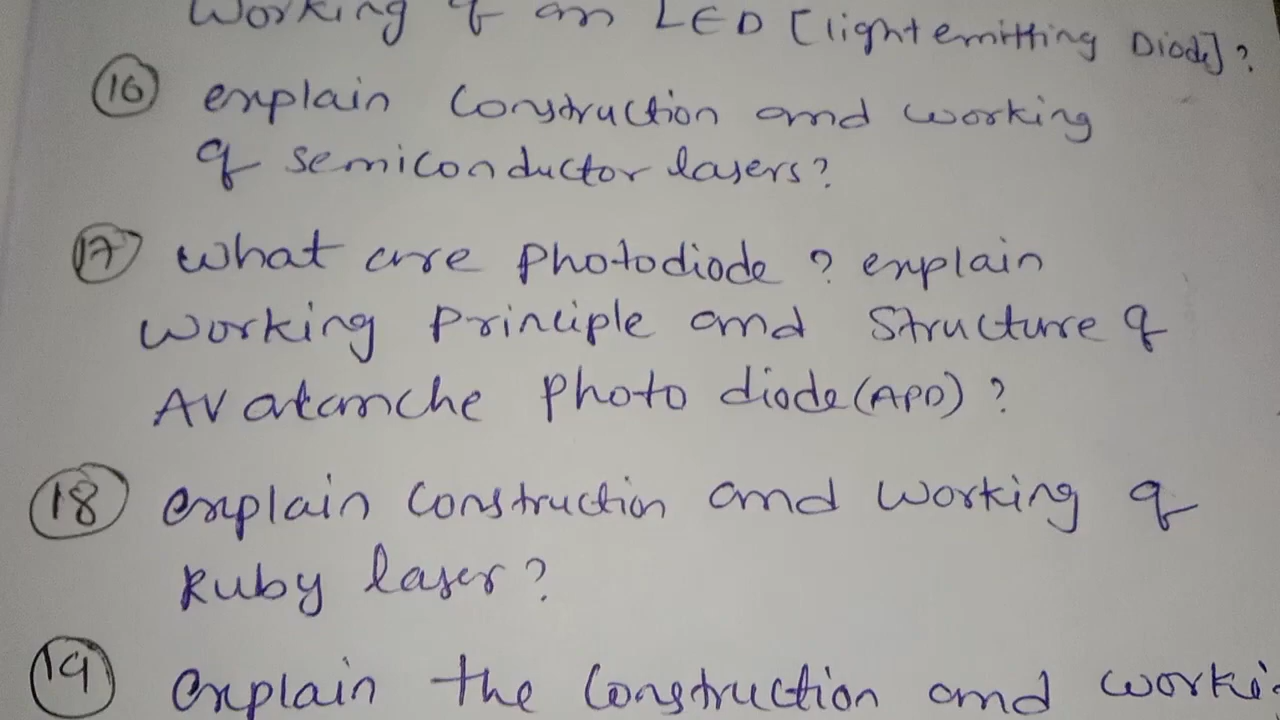 Working of an LED [light emitting Diode]?
16 explain Construction and working
of semiconductor lasers?
17 What are Photodiode ? explain
Working Principle and Structure of
Avalanche Photo diode (APD) ?
18 explain Construction and Working of
Ruby laser?
19 explain the Construction and worki